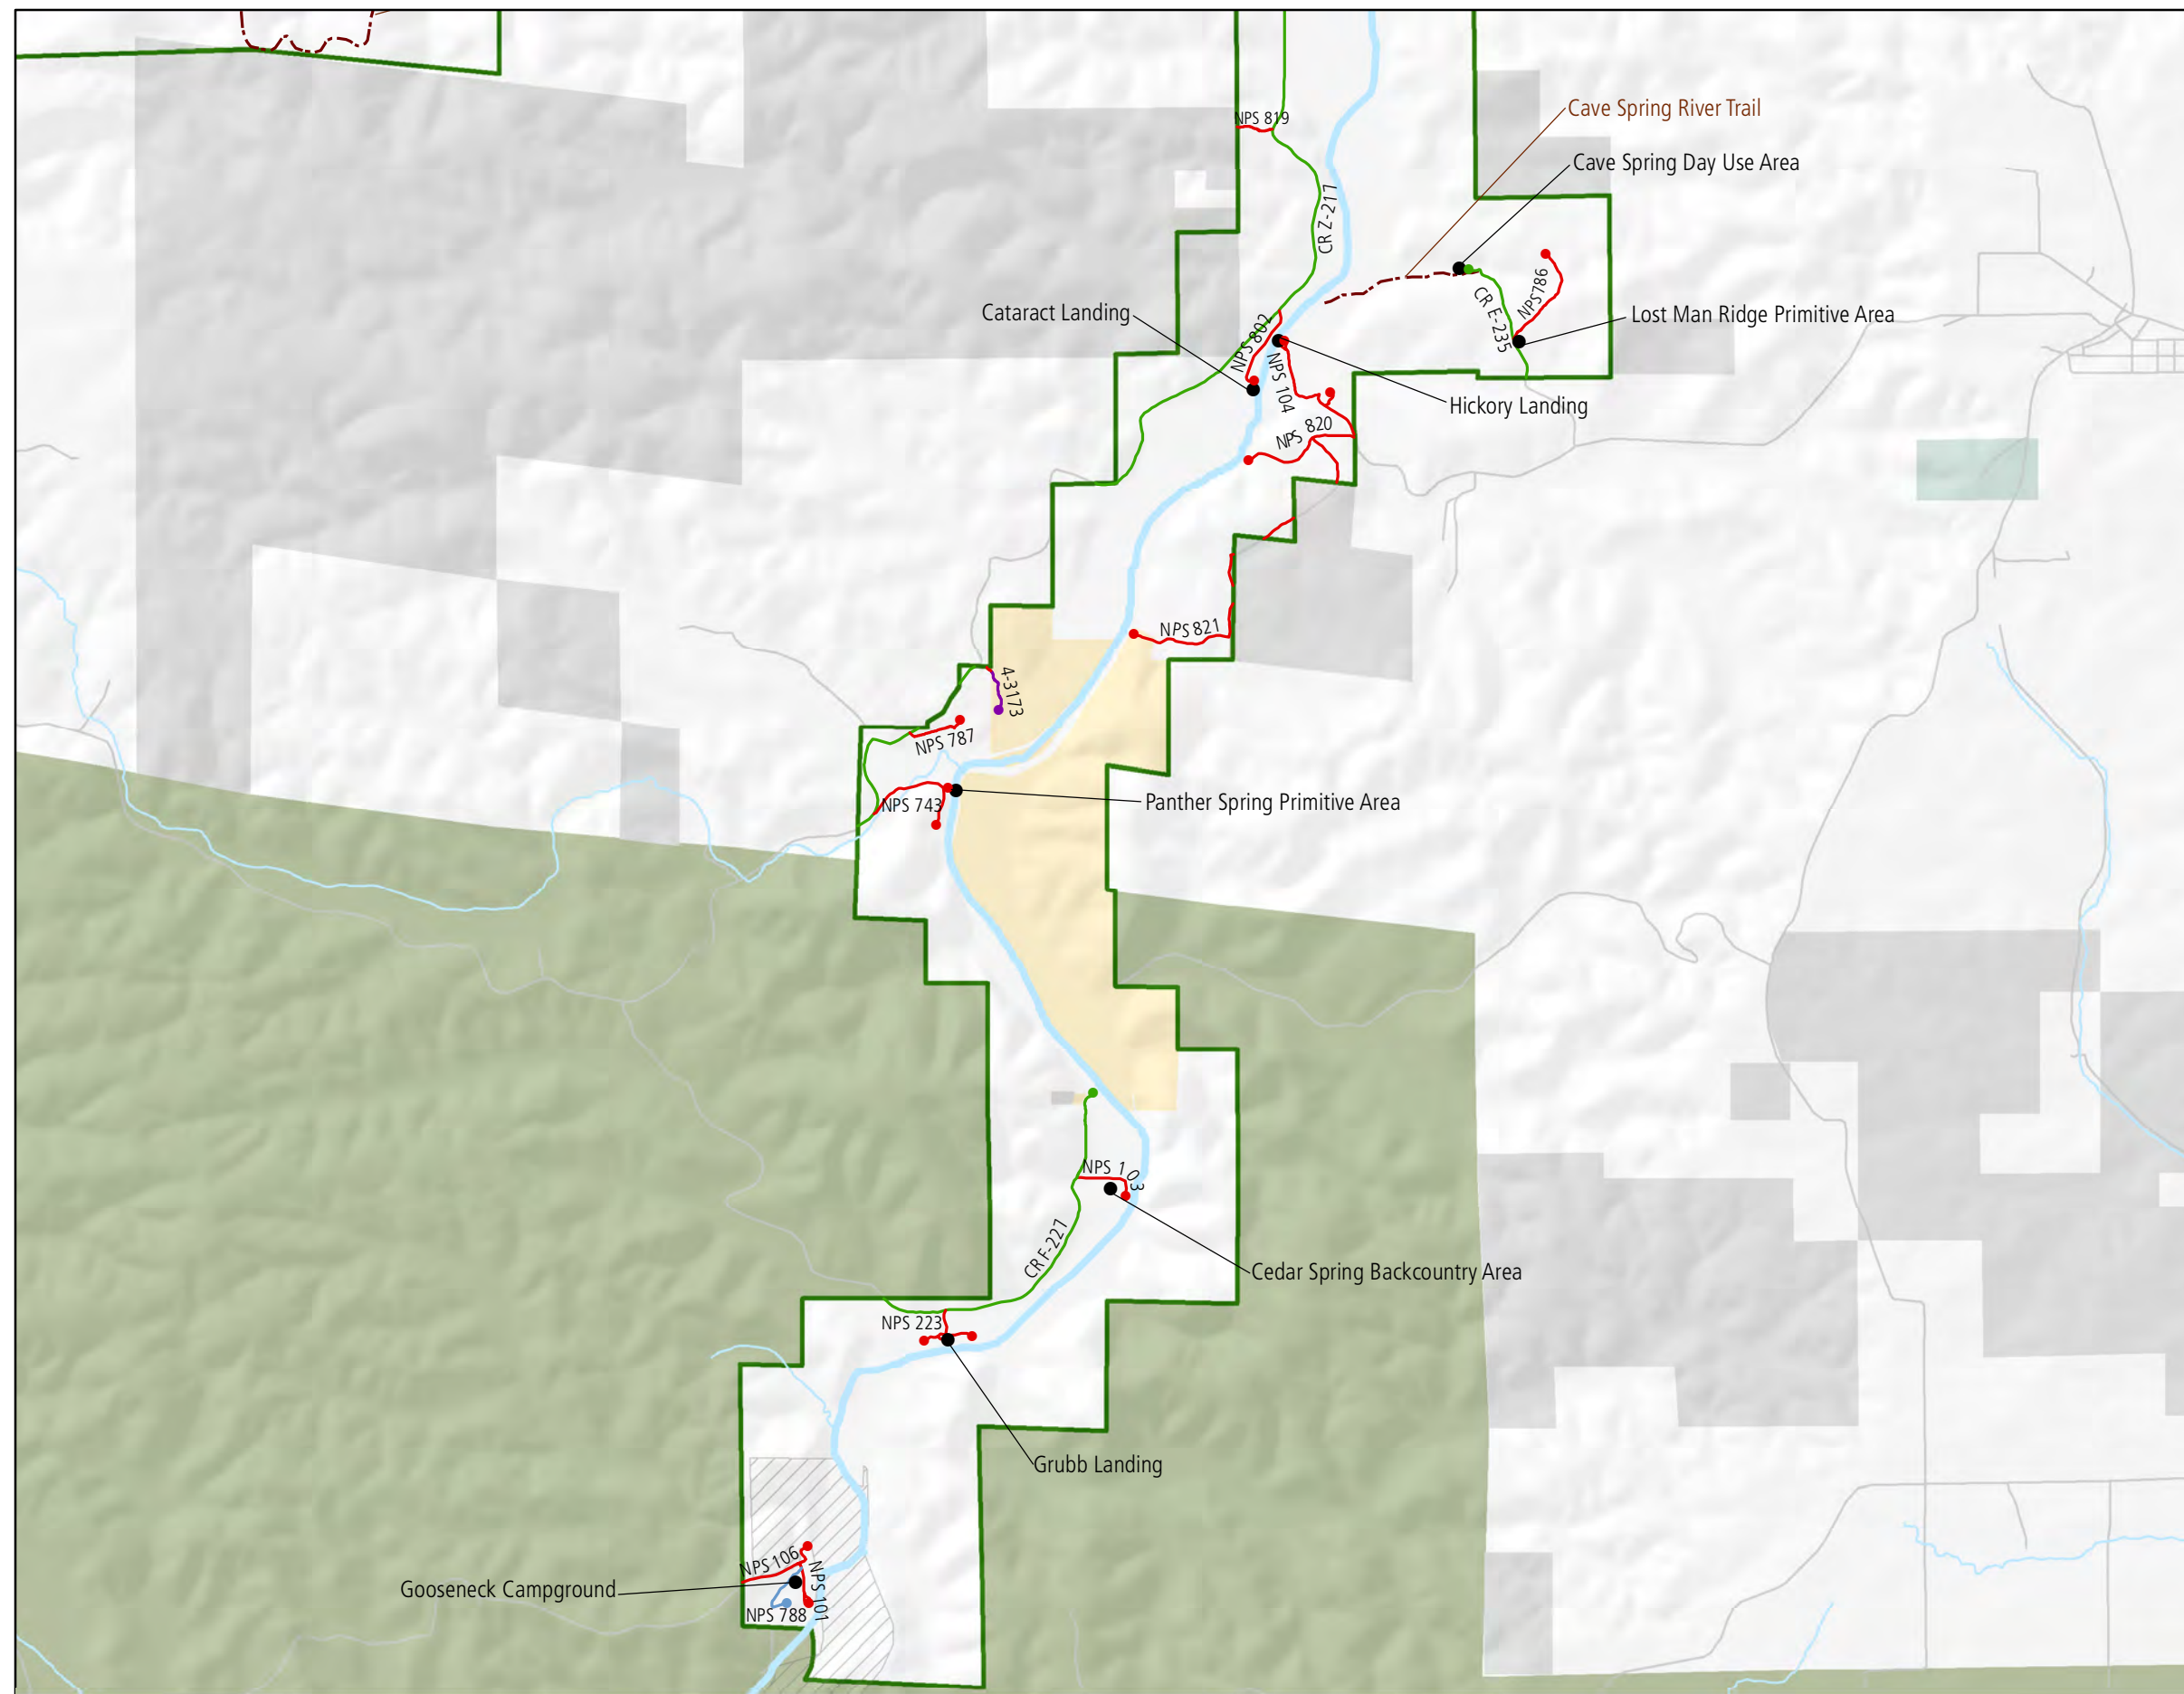 Cave Spring River Trail
NPS 819
Cave Spring Day Use Area
CR Z-217
NPS786
CR E-235
Cataract Landing
Lost Man Ridge Primitive Area
NPS 802
NPS 104
Hickory Landing
NPS 820
NPS 821
4-3173
NPS 787
NPS 743
Panther Spring Primitive Area
NPS 103
CR F-227
Cedar Spring Backcountry Area
NPS 223
Grubb Landing
NPS 106
NPS 101
Gooseneck Campground
NPS 788